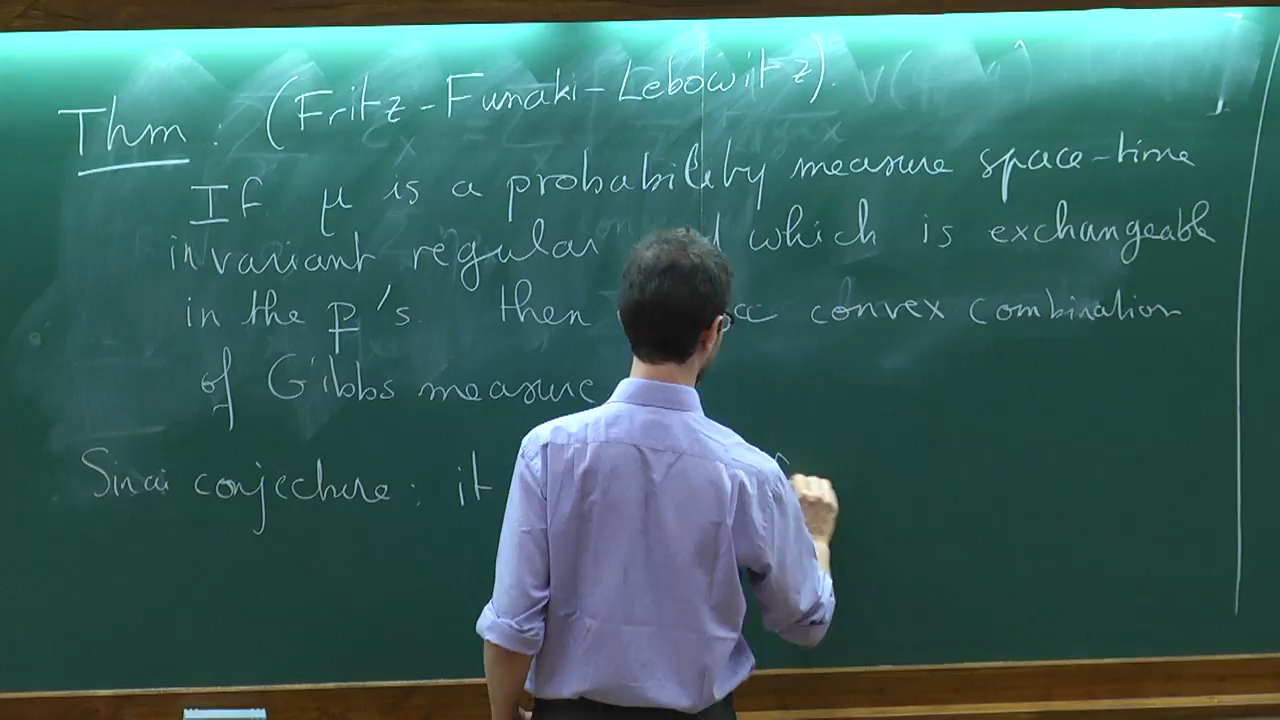 Thm : (Fritz-Funaki-Lebowitz).
If μ is a probability measure space-time
invariant regular which is exchangeable
in the p's then a convex combination
of Gibbs measure
Sinai conjecture : it